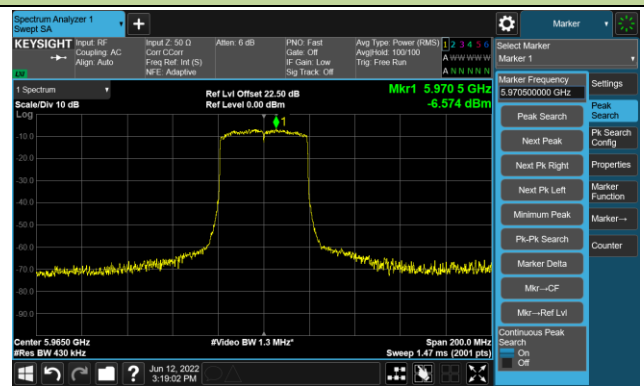 Spectrum Analyzer 1
Swept SA
+
Marker
KEYSIGHT
Input: RF
Coupling: AC
Align: Auto
Input Z: 50 Ω
Corr CCorr
Freq Ref: Int (S)
NFE: Adaptive
Atten: 6 dB
PNO: Fast
Gate: Off
IF Gain: Low
Sig Track: Off
Avg Type: Power (RMS)
Avg|Hold: 100/100
Trig: Free Run
1 2 3 4 5 6
A W W W W W
A N N N N N
Select Marker
Marker 1
1 Spectrum
Scale/Div 10 dB
Log
Ref Lvl Offset 22.50 dB
Ref Level 0.00 dBm
Mkr1 5.970 5 GHz
-6.574 dBm
1
-10.0
-20.0
-30.0
-40.0
-50.0
-60.0
-70.0
-80.0
-90.0
Center 5.9650 GHz
#Res BW 430 kHz
#Video BW 1.3 MHz*
Span 200.0 MHz
Sweep 1.47 ms (2001 pts)
Marker Frequency
5.970500000 GHz
Peak Search
Next Peak
Next Pk Right
Next Pk Left
Minimum Peak
Pk-Pk Search
Marker Delta
Mkr→CF
Mkr→Ref Lvl
Continuous Peak
Search
On
Off
Settings
Peak
Search
Pk Search
Config
Properties
Marker
Function
Marker→
Counter
?
Jun 12, 2022
3:19:02 PM